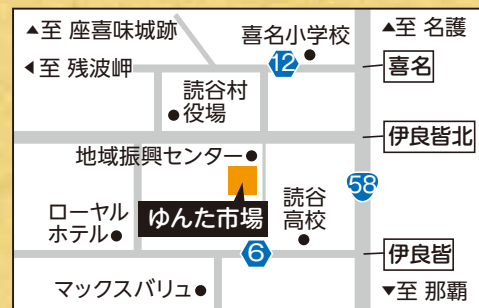 ▲至 座喜味城跡
喜名小学校
▲至 名護
◀至 残波岬
12
喜名
読谷村
役場
伊良皆北
地域振興センター
58
ローヤル
ホテル
ゆんた市場
読谷
高校
6
伊良皆
マックスバリュ
▼至 那覇